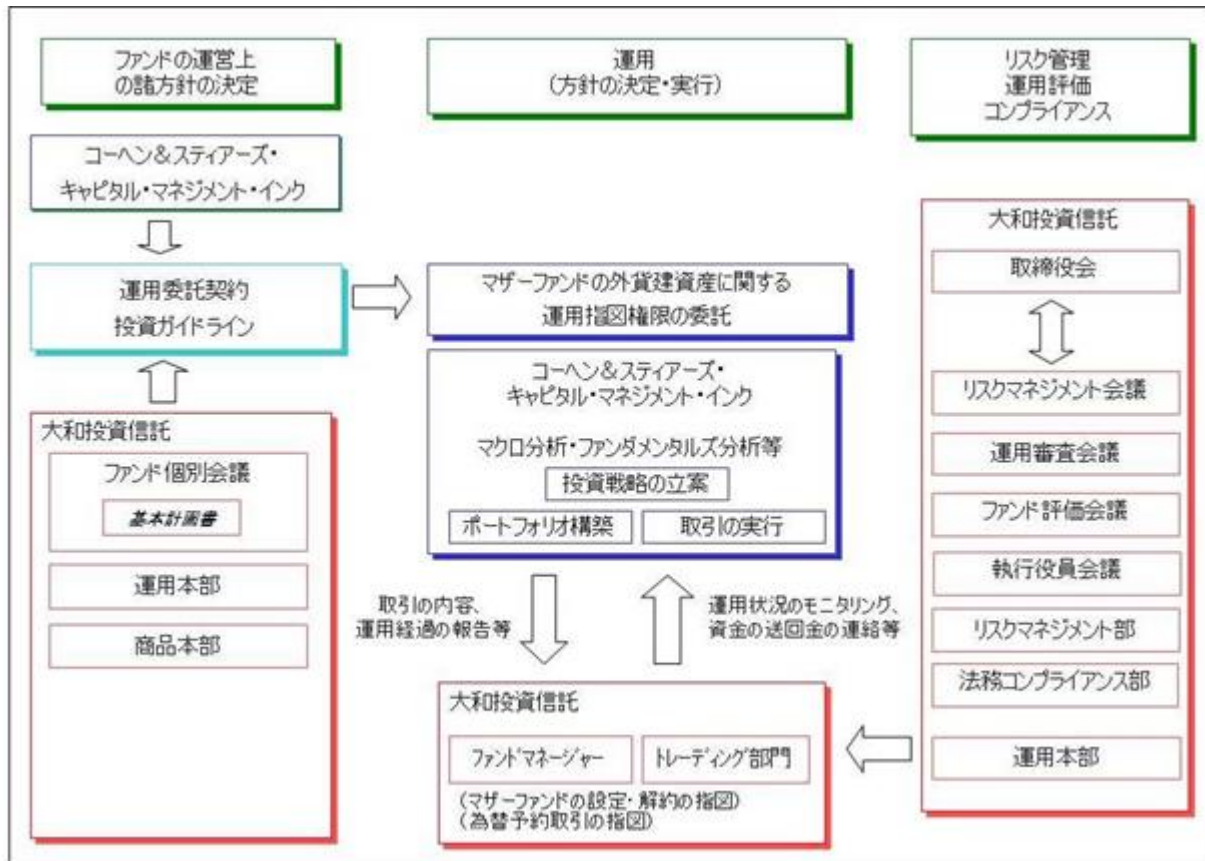 ファンドの運営上
の諸方針の決定
運用
(方針の決定・実行)
リスク管理
運用評価
コンプライアンス
コーヘン&スティアーズ・
キャピタル・マネジメント・インク
運用委託契約
投資ガイドライン
大和投資信託
ファンド個別会議
基本計画書
運用本部
商品本部
マザーファンドの外貨建資産に関する
運用指図権限の委託
コーヘン&スティアーズ・
キャピタル・マネジメント・インク
マクロ分析・ファンダメンタルズ分析等
投資戦略の立案
ポートフォリオ構築
取引の実行
取引の内容、
運用経過の報告等
運用状況のモニタリング、
資金の送回金の連絡等
大和投資信託
ファンドマネージャー
トレーディング部門
(マザーファンドの設定・解約の指図)
(為替予約取引の指図)
大和投資信託
取締役会
リスクマネジメント会議
運用審査会議
ファンド評価会議
執行役員会議
リスクマネジメント部
法務コンプライアンス部
運用本部